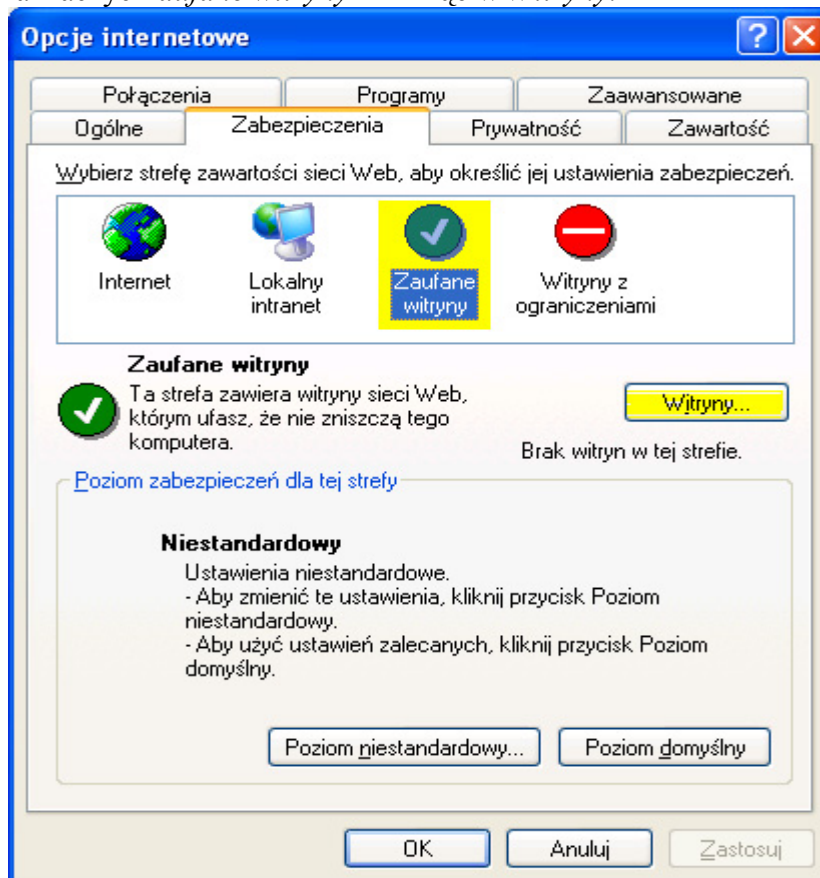 Opcje internetowe
Połączenia Programy Zaawansowane
Ogólne Zabezpieczenia Prywatność Zawartość
Wybierz strefę zawartości sieci Web, aby określić jej ustawienia zabezpieczeń.
Internet Lokalny intranet Zaufane witryny Witryny z ograniczeniami
Zaufane witryny
Ta strefa zawiera witryny sieci Web,
którym ufasz, że nie zniszczą tego
komputera.
Witryny...
Brak witryn w tej strefie.
Poziom zabezpieczeń dla tej strefy
Niestandardowy
Ustawienia niestandardowe.
- Aby zmienić te ustawienia, kliknij przycisk Poziom
niestandardowy.
- Aby użyć ustawień zalecanych, kliknij przycisk Poziom
domyślny.
Poziom niestandardowy... Poziom domyślny
OK Anuluj Zastosuj